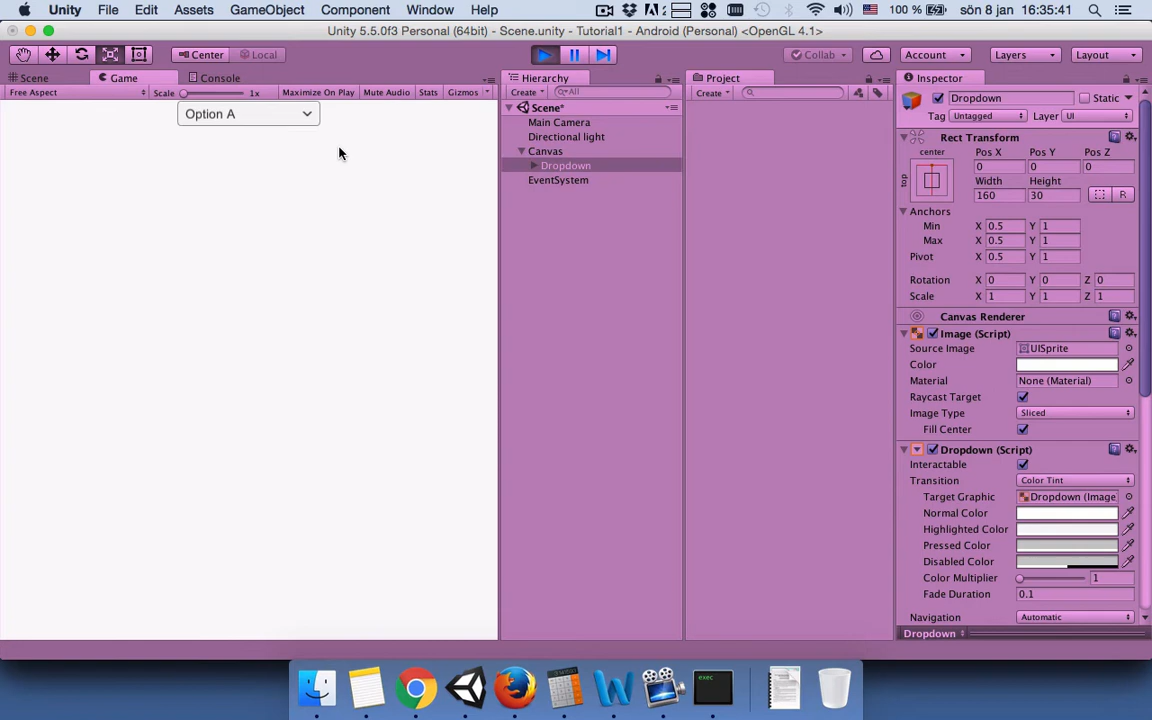 Unity File Edit Assets GameObject Component Window Help 100 % sön 8 jan 16:35:41
Unity 5.5.0f3 Personal (64bit) - Scene.unity - Tutorial1 - Android (Personal) <OpenGL 4.1>
Center Local Collab Account Layers Layout
Scene Game Console Hierarchy Project Inspector
Free Aspect Scale 1x Maximize On Play Mute Audio Stats Gizmos
Create All
Create
Option A
Scene*
Main Camera
Directional light
Canvas
Dropdown
EventSystem
Dropdown Static
Tag Untagged Layer UI
Rect Transform
center Pos X Pos Y Pos Z
top 0 0 0
Width Height
160 30 R
Anchors
Min X 0.5 Y 1
Max X 0.5 Y 1
Pivot X 0.5 Y 1
Rotation X 0 Y 0 Z 0
Scale X 1 Y 1 Z 1
Canvas Renderer
Image (Script)
Source Image UISprite
Color
Material None (Material)
Raycast Target
Image Type Sliced
Fill Center
Dropdown (Script)
Interactable
Transition Color Tint
Target Graphic Dropdown (Image
Normal Color
Highlighted Color
Pressed Color
Disabled Color
Color Multiplier 1
Fade Duration 0.1
Navigation Automatic
Dropdown
exec